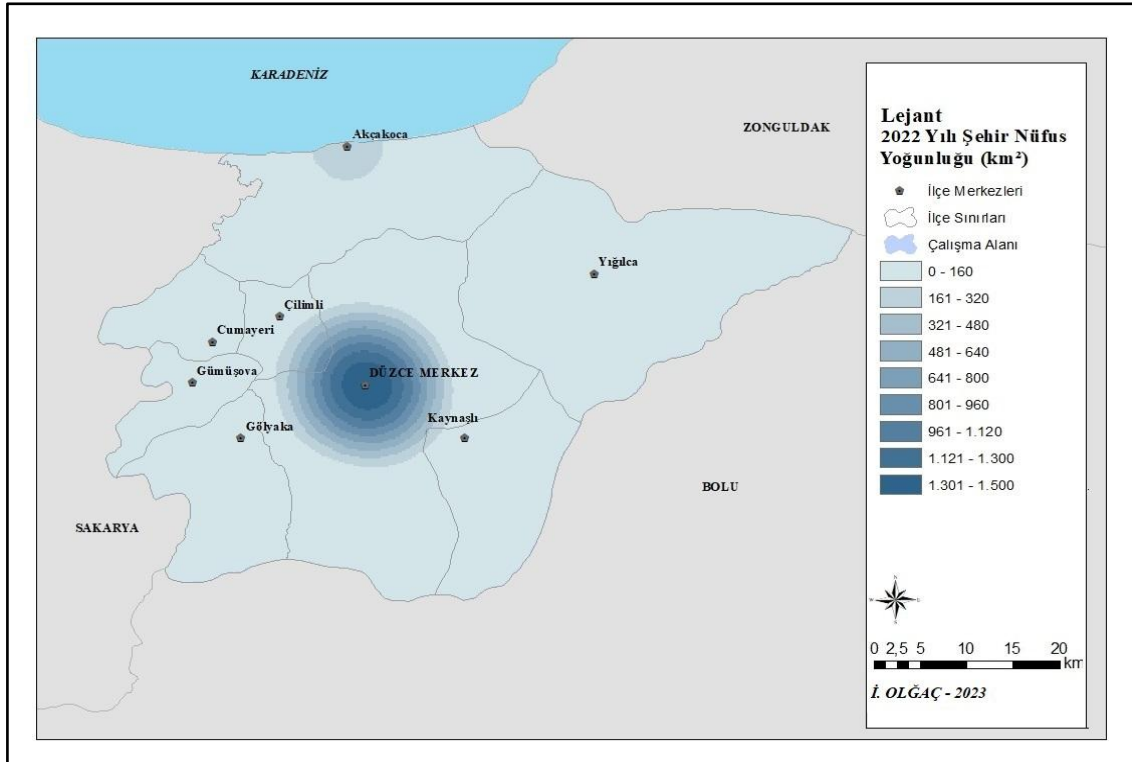 KARADENİZ
Akçakoca
ZONGULDAK
Yığılca
Çilimli
Cumayeri
Gümüşova
DÜZCE MERKEZ
Kaynaşlı
Gölyaka
BOLU
SAKARYA
Lejant
2022 Yılı Şehir Nüfus
Yoğunluğu (km²)
İlçe Merkezleri
İlçe Sınırları
Çalışma Alanı
0 - 160
161 - 320
321 - 480
481 - 640
641 - 800
801 - 960
961 - 1.120
1.121 - 1.300
1.301 - 1.500
0 2,5 5 10 15 20
km
İ. OLĞAÇ - 2023